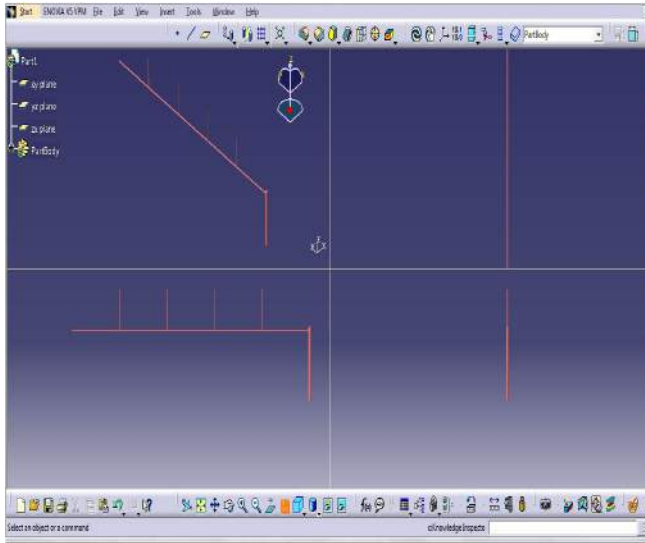 Start ENOVIA V5 VPM File Edit View Insert Tools Window Help
PartBody
Part1
xy plane
yz plane
zx plane
PartBody
Select an object or a command